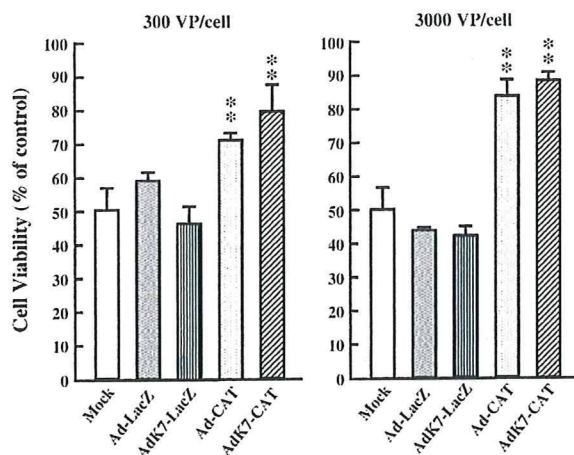 300 VP/cell
3000 VP/cell
Cell Viability (% of control)
100
90
80
70
60
50
40
30
20
10
0
**
**
Mock
Ad-LacZ
AdK7-LacZ
Ad-CAT
AdK7-CAT
100
90
80
70
60
50
40
30
20
10
0
**
**
Mock
Ad-LacZ
AdK7-LacZ
Ad-CAT
AdK7-CAT